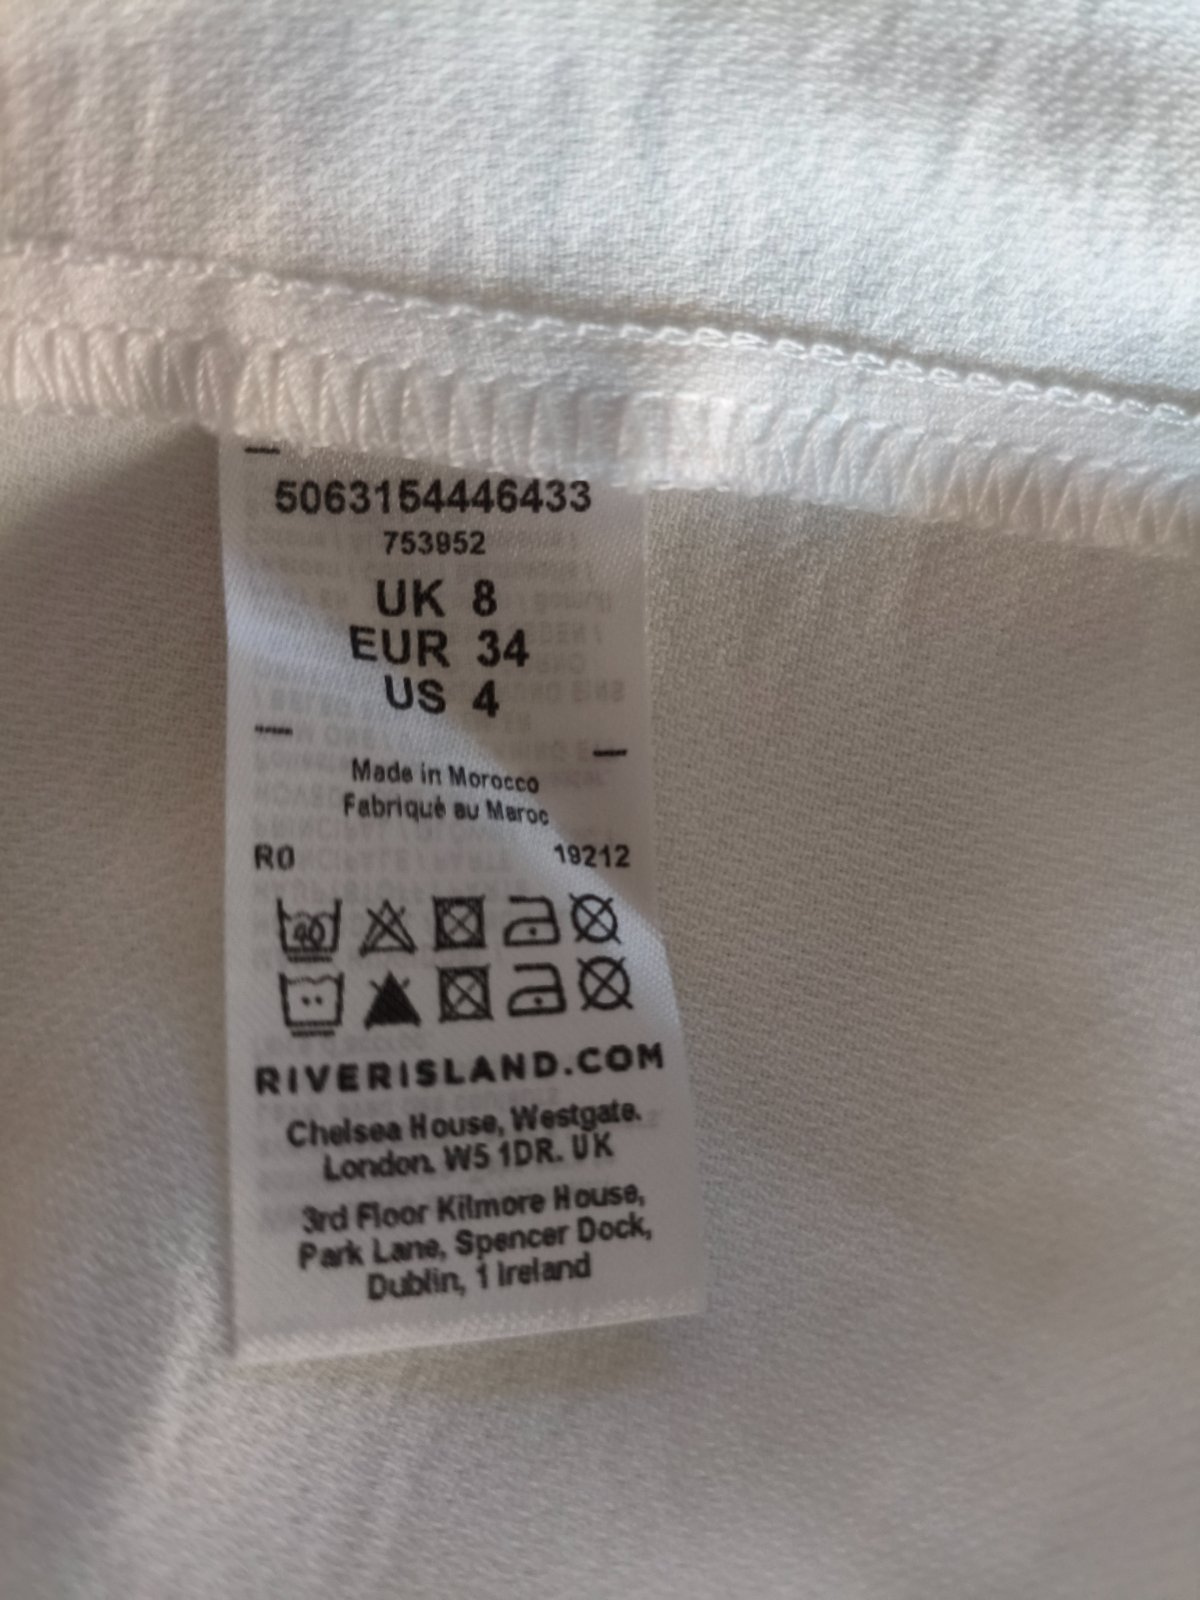 5063154446433
753952
UK 8
EUR 34
US 4
Made in Morocco
Fabriqué au Maroc
R0 19212
40
RIVERISLAND.COM
Chelsea House, Westgate.
London. W5 1DR. UK
3rd Floor Kilmore House,
Park Lane, Spencer Dock,
Dublin, 1 Ireland